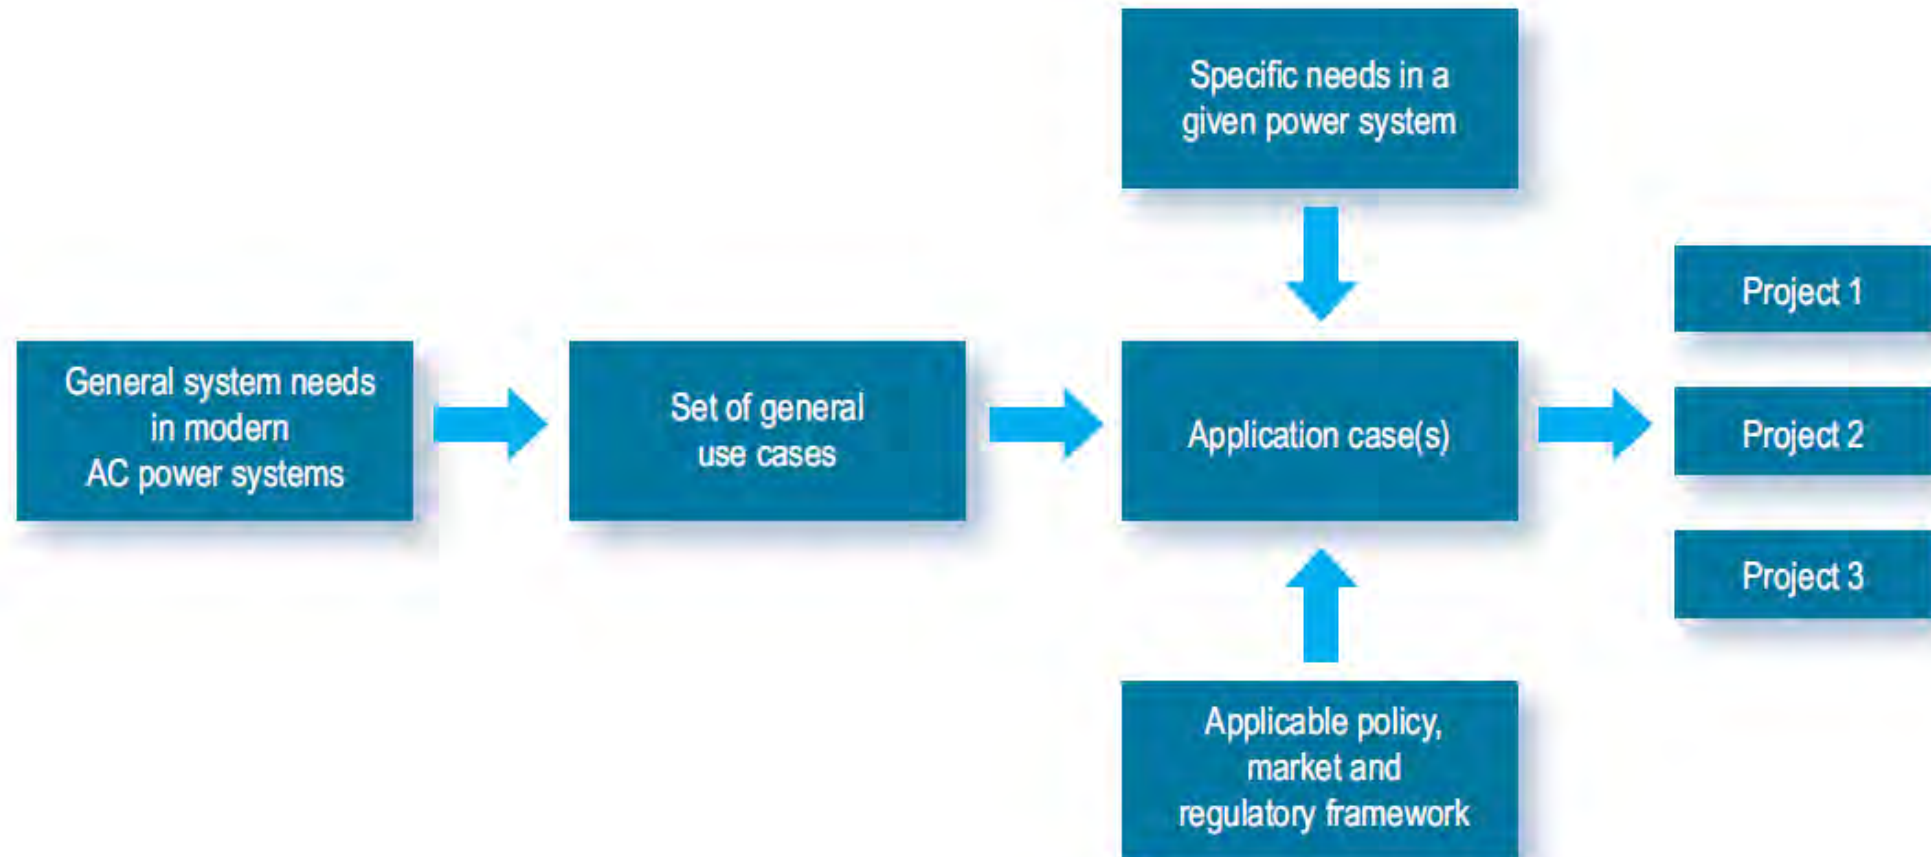 Specific needs in a
given power system
General system needs
in modern
AC power systems
Set of general
use cases
Application case(s)
Project 1
Project 2
Project 3
Applicable policy,
market and
regulatory framework